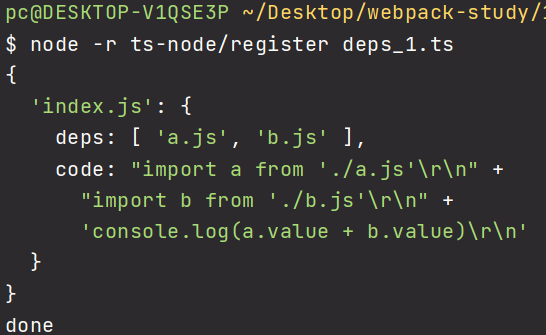 pc@DESKTOP-V1QSE3P ~/Desktop/webpack-study/
$ node -r ts-node/register deps_1.ts
{
  'index.js': {
    deps: [ 'a.js', 'b.js' ],
    code: "import a from './a.js'\r\n" +
      "import b from './b.js'\r\n" +
      'console.log(a.value + b.value)\r\n'
  }
}
done